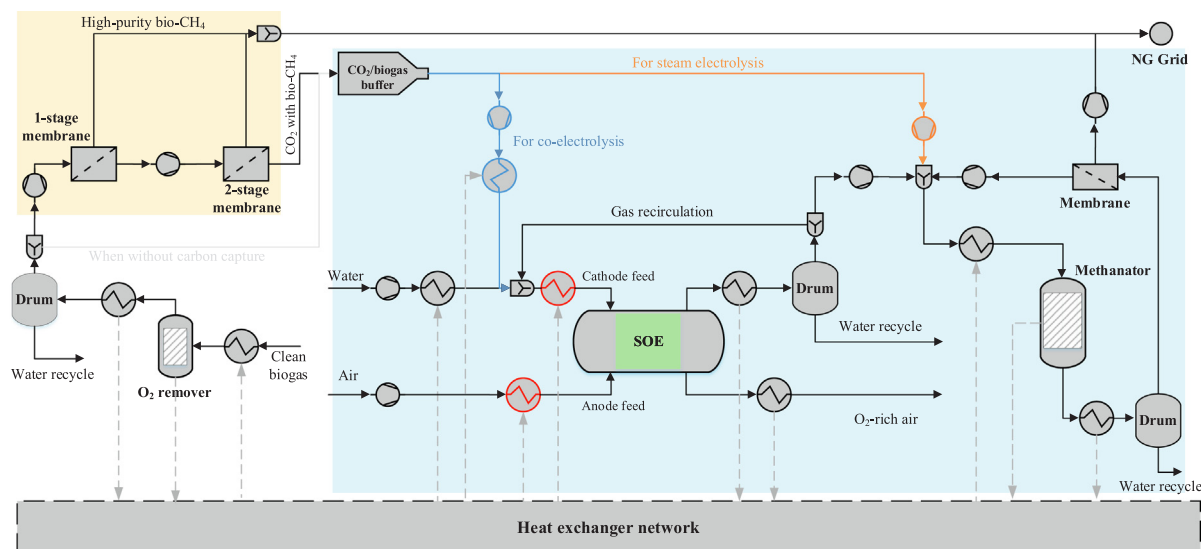 High-purity bio-CH₄
NG Grid
CO₂/biogas
buffer
For steam electrolysis
CO₂ with bio-CH₄
1-stage
membrane
For co-electrolysis
2-stage
membrane
Membrane
Gas recirculation
When without carbon capture
Water
Cathode feed
Methanator
Drum
Drum
SOE
Water recycle
Clean
biogas
Water recycle
O₂ remover
Air
Anode feed
O₂-rich air
Drum
Water recycle
Heat exchanger network